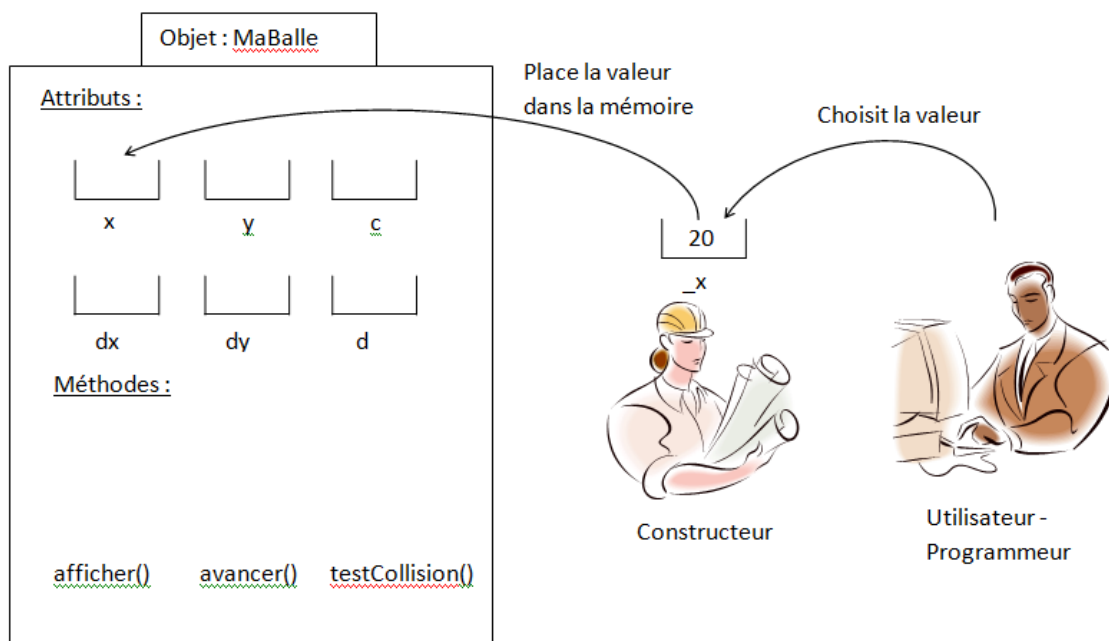 Objet : MaBalle
Attributs :
x y c
dx dy d
Méthodes :
afficher() avancer() testCollision()
Place la valeur
dans la mémoire
Choisit la valeur
20
_x
Constructeur
Utilisateur -
Programmeur